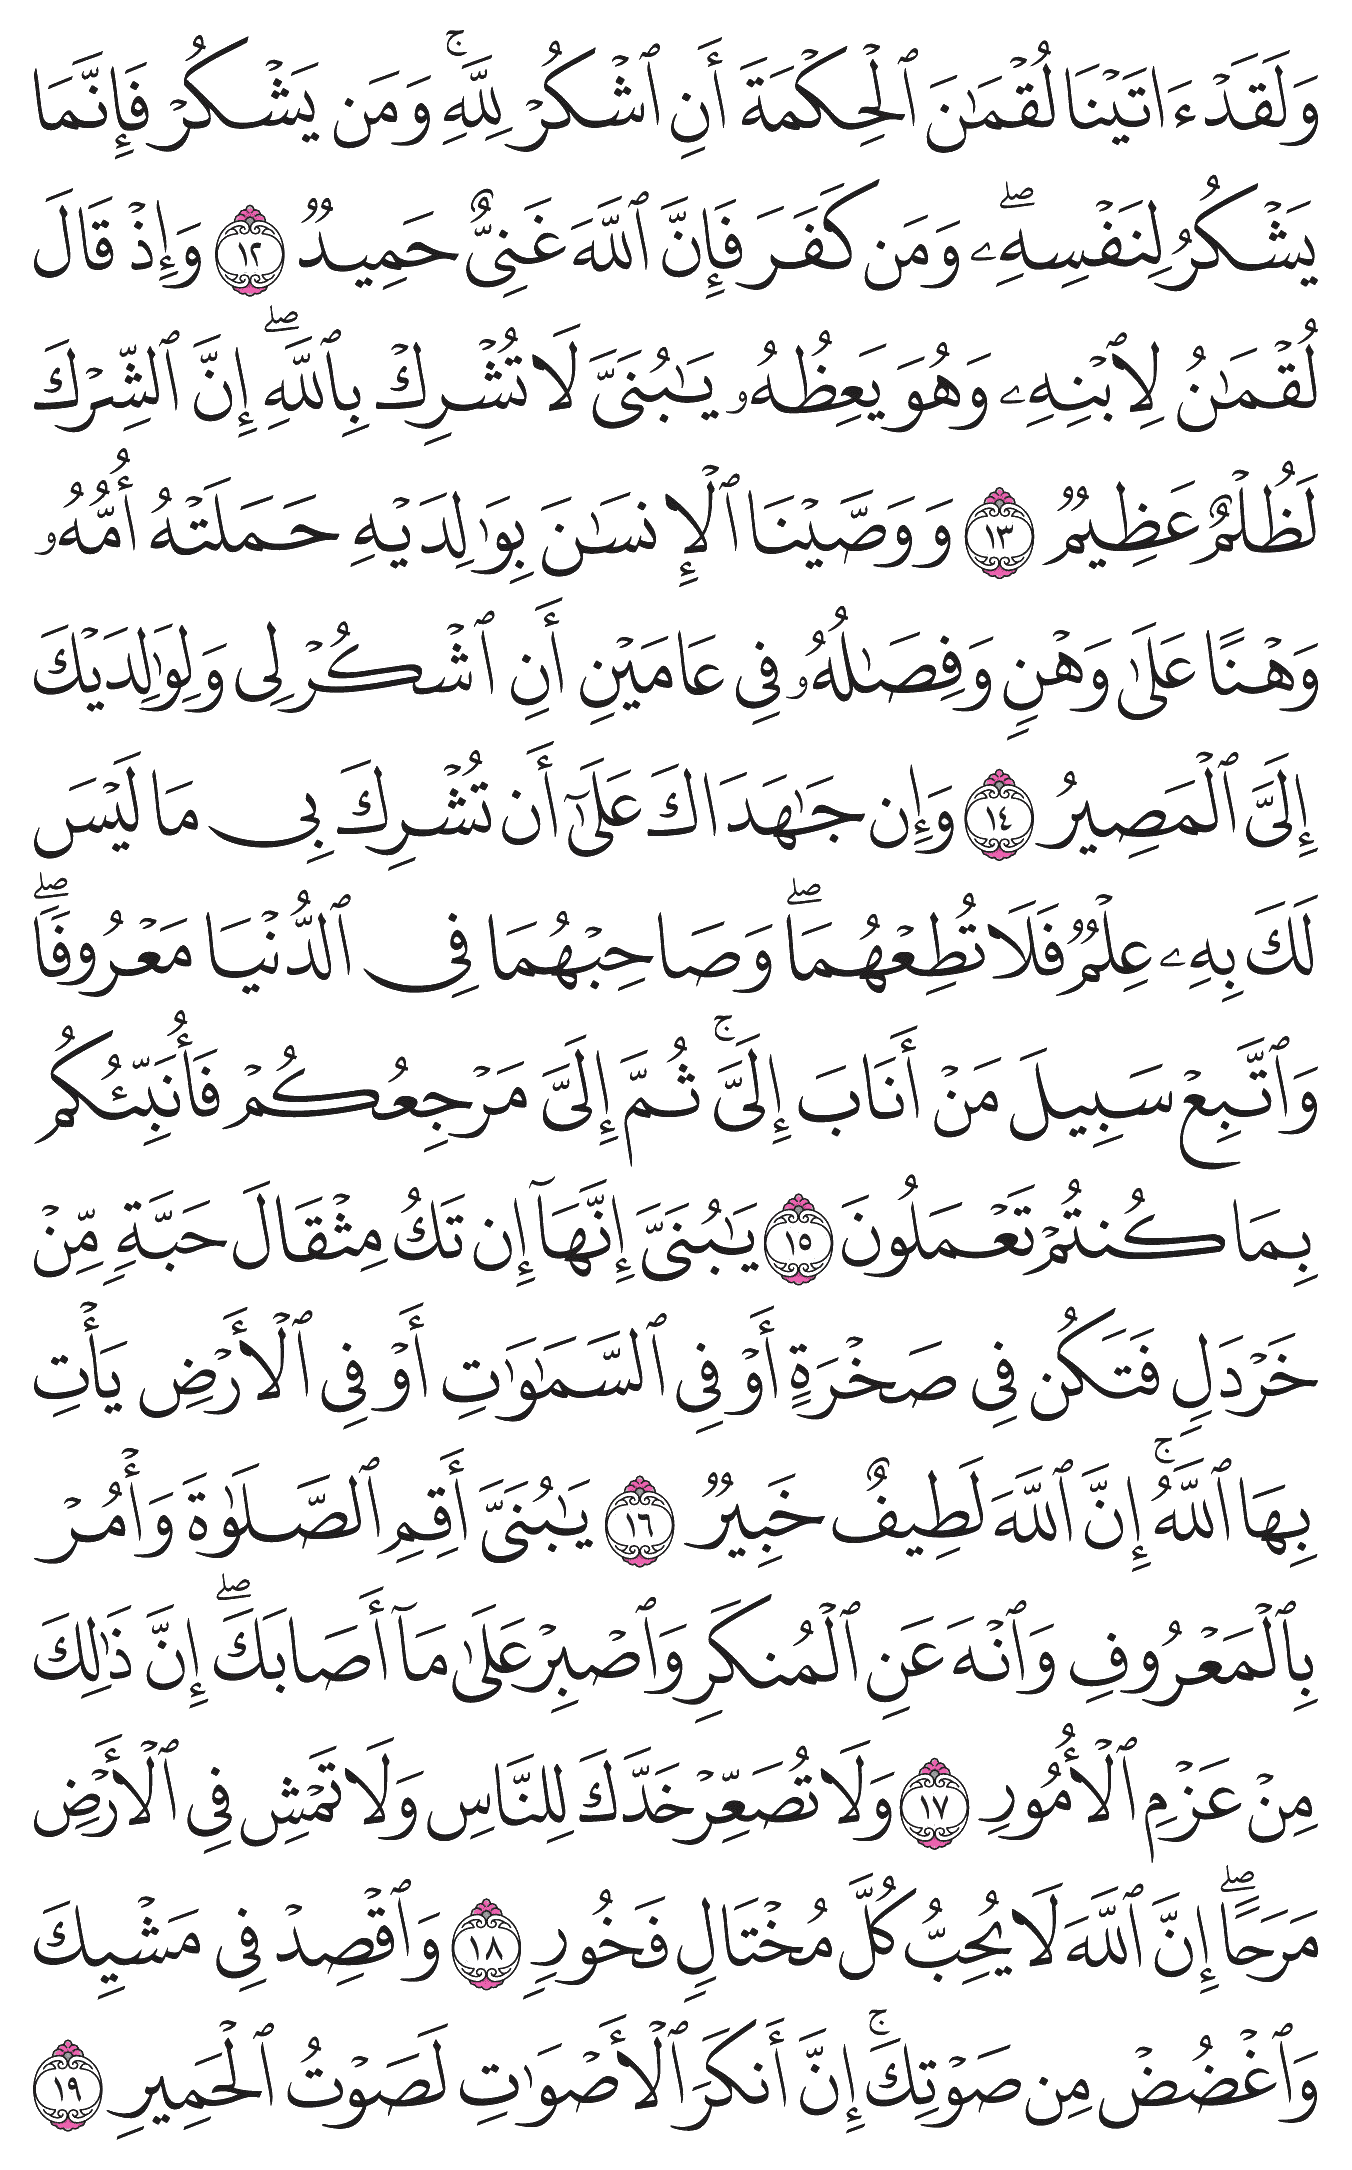 وَلَقَدْ ءَاتَيْنَا لُقْمَـٰنَ ٱلْحِكْمَةَ أَنِ ٱشْكُرْ لِلَّهِ ۚ وَمَن يَشْكُرْ فَإِنَّمَا
يَشْكُرُ لِنَفْسِهِۦ ۖ وَمَن كَفَرَ فَإِنَّ ٱللَّهَ غَنِىٌّ حَمِيدٌ ١٢ وَإِذْ قَالَ
لُقْمَـٰنُ لِٱبْنِهِۦ وَهُوَ يَعِظُهُۥ يَـٰبُنَىَّ لَا تُشْرِكْ بِٱللَّهِ ۖ إِنَّ ٱلشِّرْكَ
لَظُلْمٌ عَظِيمٌ ١٣ وَوَصَّيْنَا ٱلْإِنسَـٰنَ بِوَٰلِدَيْهِ حَمَلَتْهُ أُمُّهُۥ
وَهْنًا عَلَىٰ وَهْنٍ وَفِصَـٰلُهُۥ فِى عَامَيْنِ أَنِ ٱشْكُرْ لِى وَلِوَٰلِدَيْكَ
إِلَىَّ ٱلْمَصِيرُ ١٤ وَإِن جَـٰهَدَاكَ عَلَىٰٓ أَن تُشْرِكَ بِى مَا لَيْسَ
لَكَ بِهِۦ عِلْمٌ فَلَا تُطِعْهُمَا ۖ وَصَاحِبْهُمَا فِى ٱلدُّنْيَا مَعْرُوفًا ۖ
وَٱتَّبِعْ سَبِيلَ مَنْ أَنَابَ إِلَىَّ ۚ ثُمَّ إِلَىَّ مَرْجِعُكُمْ فَأُنَبِّئُكُم
بِمَا كُنتُمْ تَعْمَلُونَ ١٥ يَـٰبُنَىَّ إِنَّهَآ إِن تَكُ مِثْقَالَ حَبَّةٍ مِّنْ
خَرْدَلٍ فَتَكُن فِى صَخْرَةٍ أَوْ فِى ٱلسَّمَـٰوَٰتِ أَوْ فِى ٱلْأَرْضِ يَأْتِ
بِهَا ٱللَّهُ ۚ إِنَّ ٱللَّهَ لَطِيفٌ خَبِيرٌ ١٦ يَـٰبُنَىَّ أَقِمِ ٱلصَّلَوٰةَ وَأْمُرْ
بِٱلْمَعْرُوفِ وَٱنْهَ عَنِ ٱلْمُنكَرِ وَٱصْبِرْ عَلَىٰ مَآ أَصَابَكَ ۖ إِنَّ ذَٰلِكَ
مِنْ عَزْمِ ٱلْأُمُورِ ١٧ وَلَا تُصَعِّرْ خَدَّكَ لِلنَّاسِ وَلَا تَمْشِ فِى ٱلْأَرْضِ
مَرَحًا ۖ إِنَّ ٱللَّهَ لَا يُحِبُّ كُلَّ مُخْتَالٍ فَخُورٍ ١٨ وَٱقْصِدْ فِى مَشْيِكَ
وَٱغْضُضْ مِن صَوْتِكَ ۚ إِنَّ أَنكَرَ ٱلْأَصْوَٰتِ لَصَوْتُ ٱلْحَمِيرِ ١٩